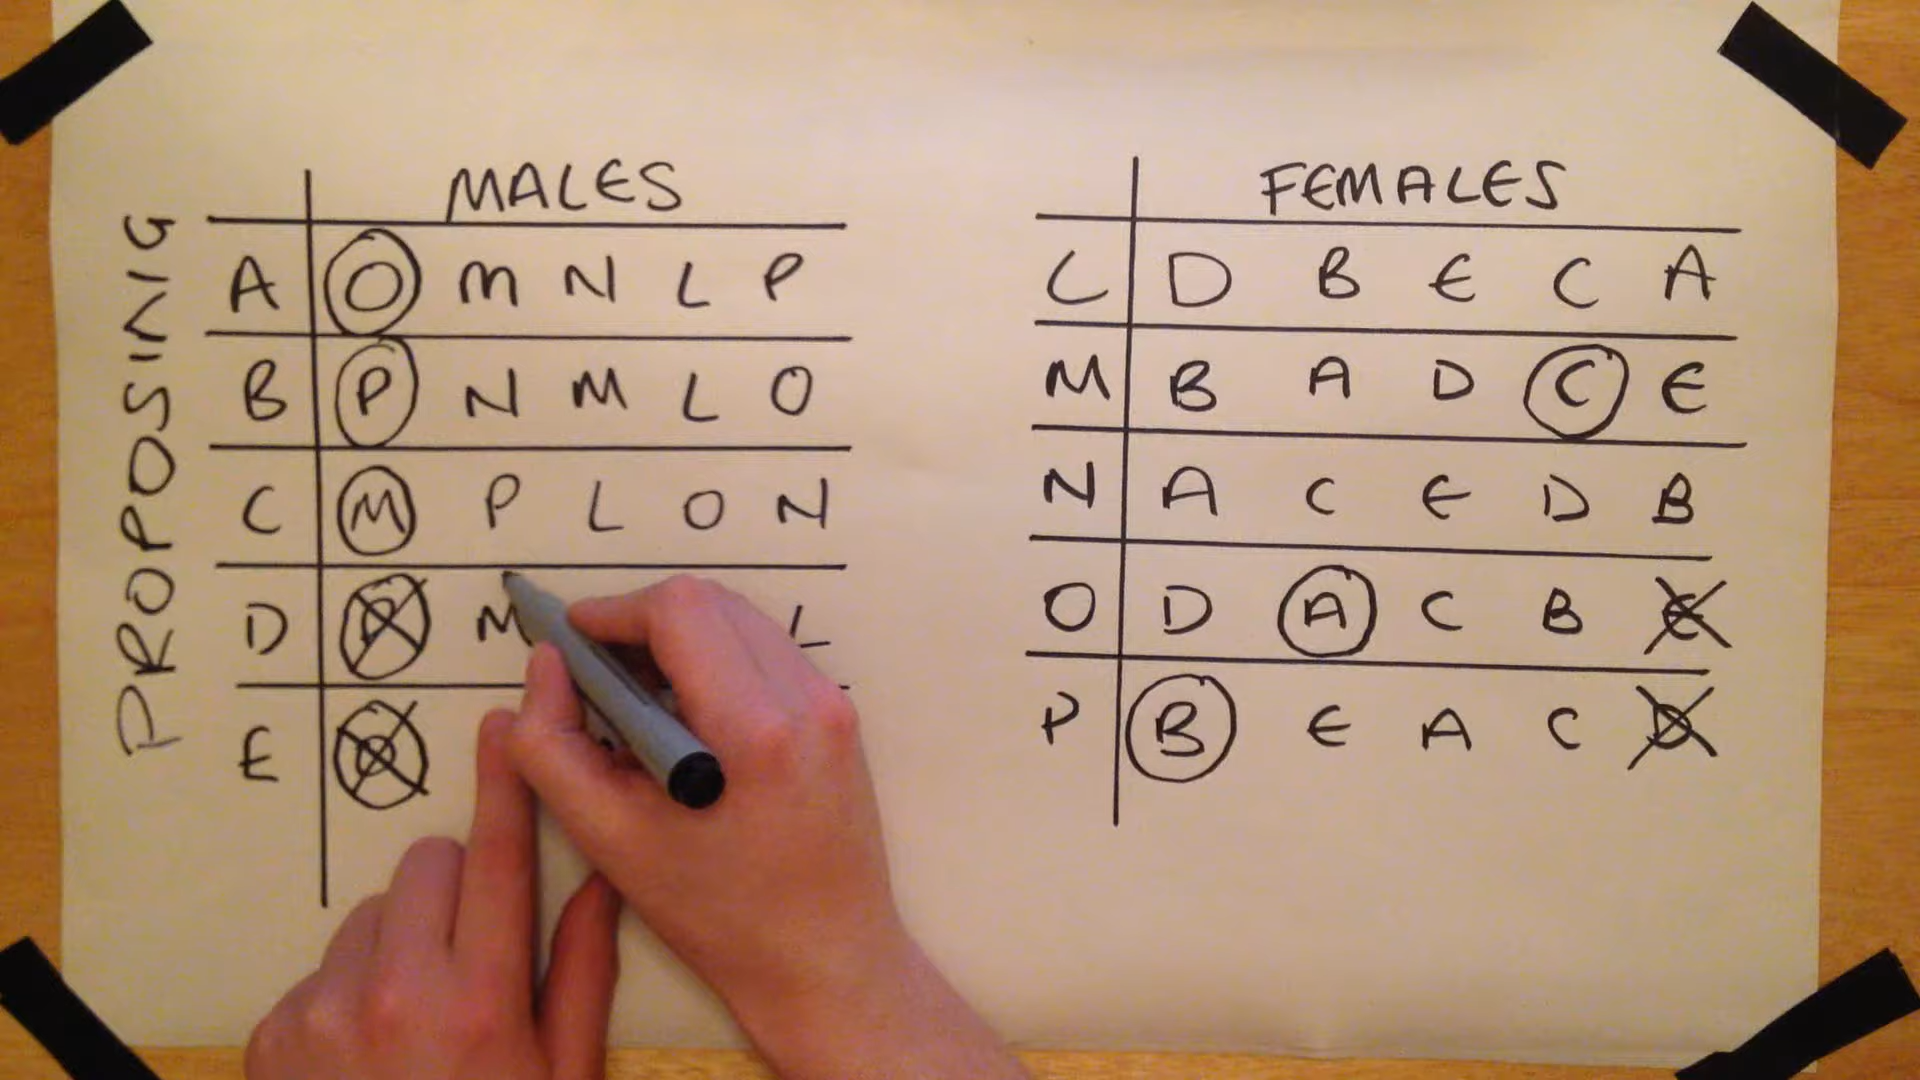 PROPOSING
MALES
A O M N L P
B P N M L O
C M P L O N
D P M L
E O
FEMALES
L D B E C A
M B A D C E
N A C E D B
O D A C B E
P B E A C D